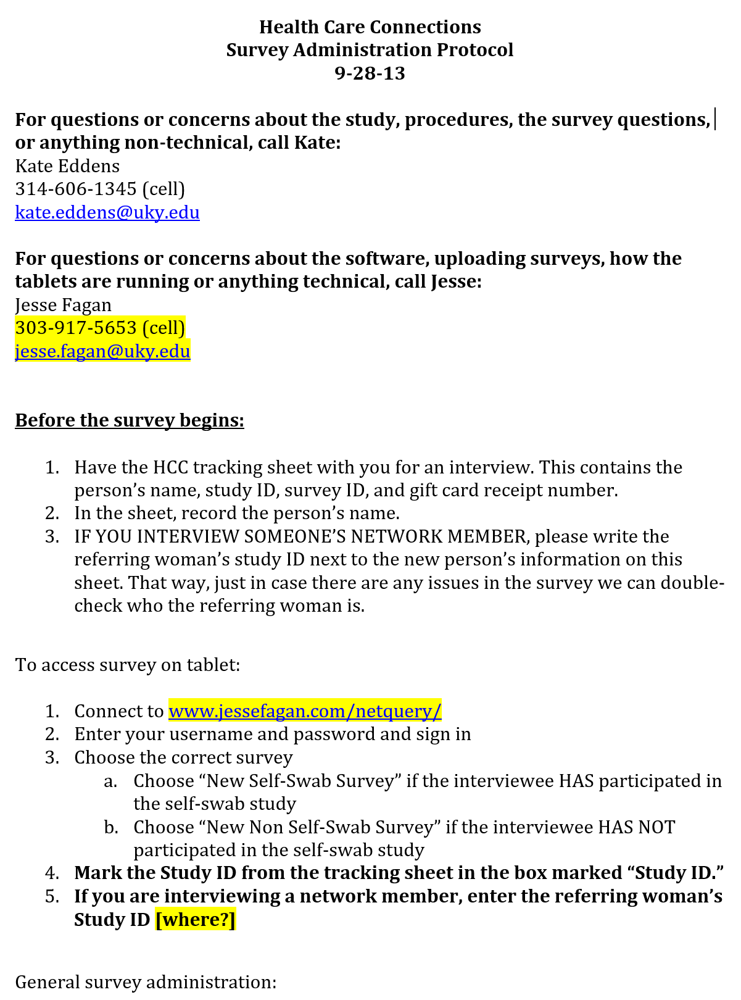 Health Care Connections
Survey Administration Protocol
9-28-13
For questions or concerns about the study, procedures, the survey questions,
or anything non-technical, call Kate:
Kate Eddens
314-606-1345 (cell)
kate.eddens@uky.edu
For questions or concerns about the software, uploading surveys, how the
tablets are running or anything technical, call Jesse:
Jesse Fagan
303-917-5653 (cell)
jesse.fagan@uky.edu
Before the survey begins:
1. Have the HCC tracking sheet with you for an interview. This contains the
person’s name, study ID, survey ID, and gift card receipt number.
2. In the sheet, record the person’s name.
3. IF YOU INTERVIEW SOMEONE’S NETWORK MEMBER, please write the
referring woman’s study ID next to the new person’s information on this
sheet. That way, just in case there are any issues in the survey we can double-
check who the referring woman is.
To access survey on tablet:
1. Connect to www.jessefagan.com/netquery/
2. Enter your username and password and sign in
3. Choose the correct survey
a. Choose “New Self-Swab Survey” if the interviewee HAS participated in
the self-swab study
b. Choose “New Non Self-Swab Survey” if the interviewee HAS NOT
participated in the self-swab study
4. Mark the Study ID from the tracking sheet in the box marked “Study ID.”
5. If you are interviewing a network member, enter the referring woman’s
Study ID [where?]
General survey administration: